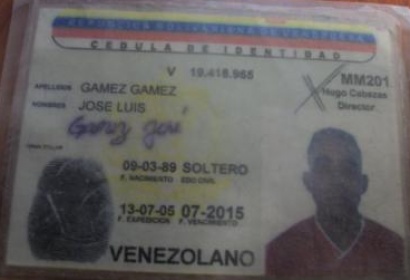 REPUBLICA BOLIVARIANA DE VENEZUELA
CEDULA DE IDENTIDAD
V 19.418.965
MM201
APELLIDOS GAMEZ GAMEZ
Hugo Cabezas
Director
NOMBRES JOSE LUIS
Gamez José
FIRMA TITULAR
09-03-89 SOLTERO
F. NACIMIENTO EDO CIVIL
13-07-05 07-2015
F. EXPEDICION F. VENCIMIENTO
VENEZOLANO